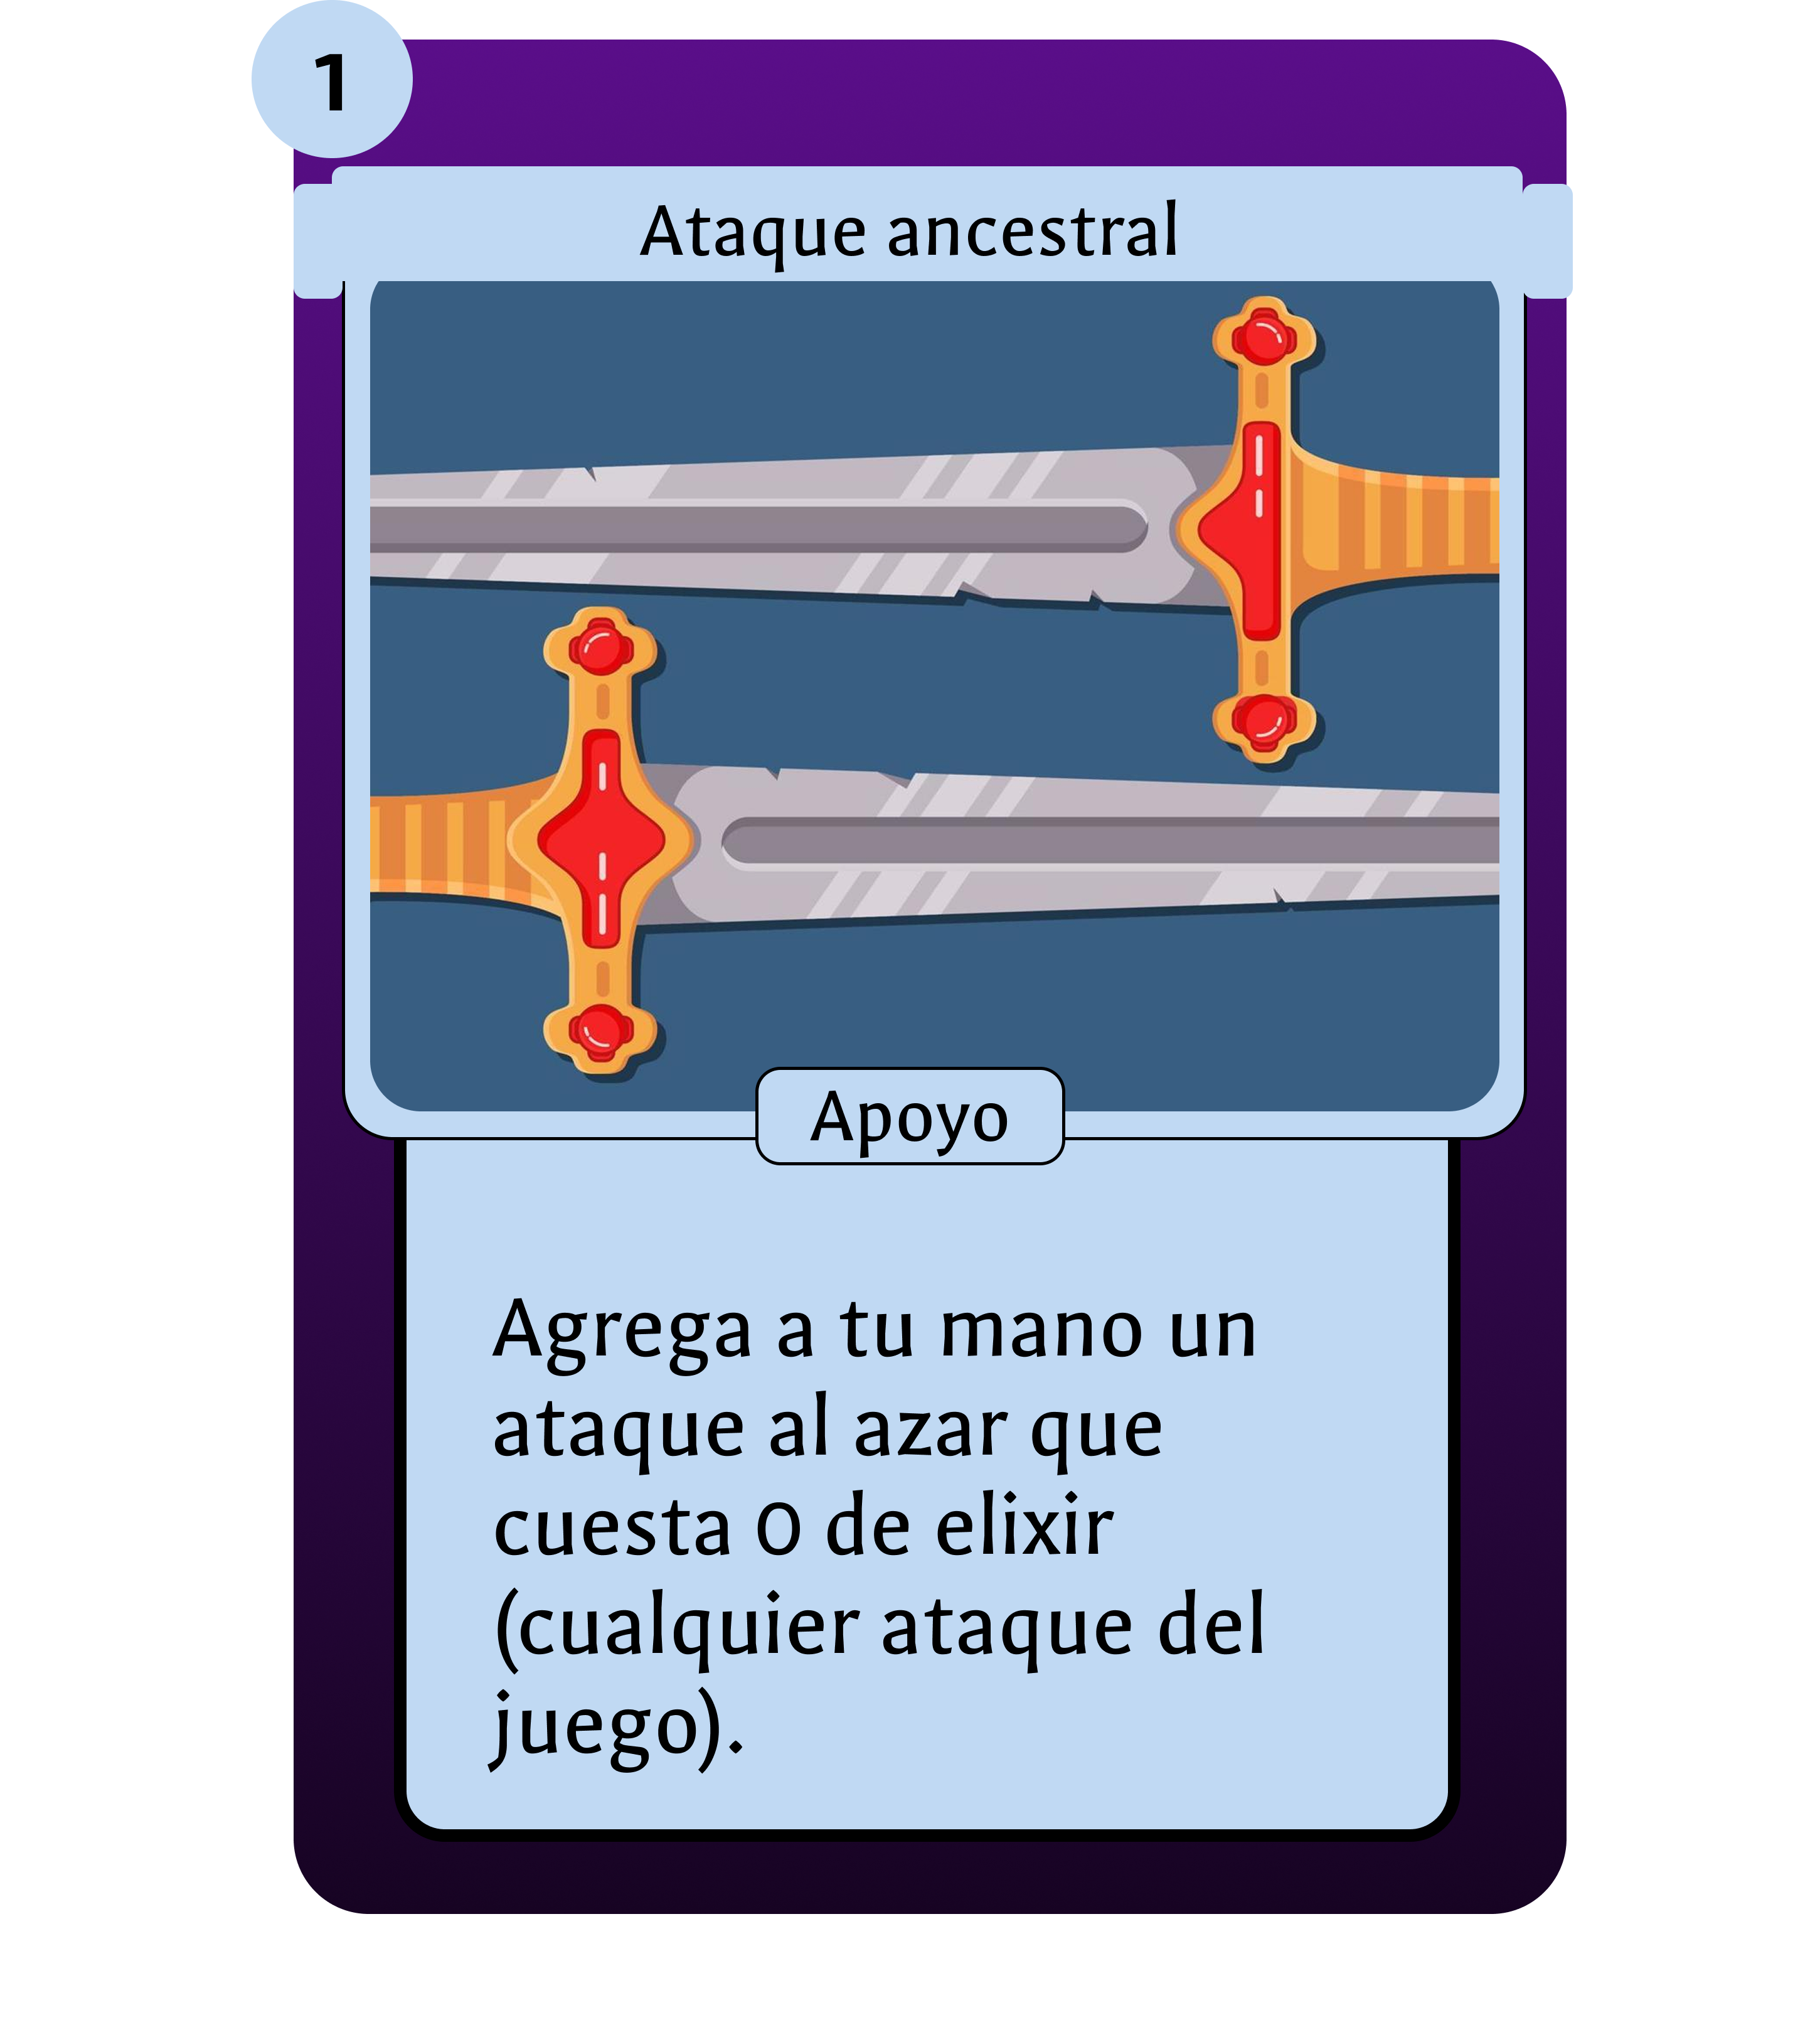 1
Ataque ancestral
Apoyo
Agrega a tu mano un
ataque al azar que
cuesta 0 de elixir
(cualquier ataque del
juego).